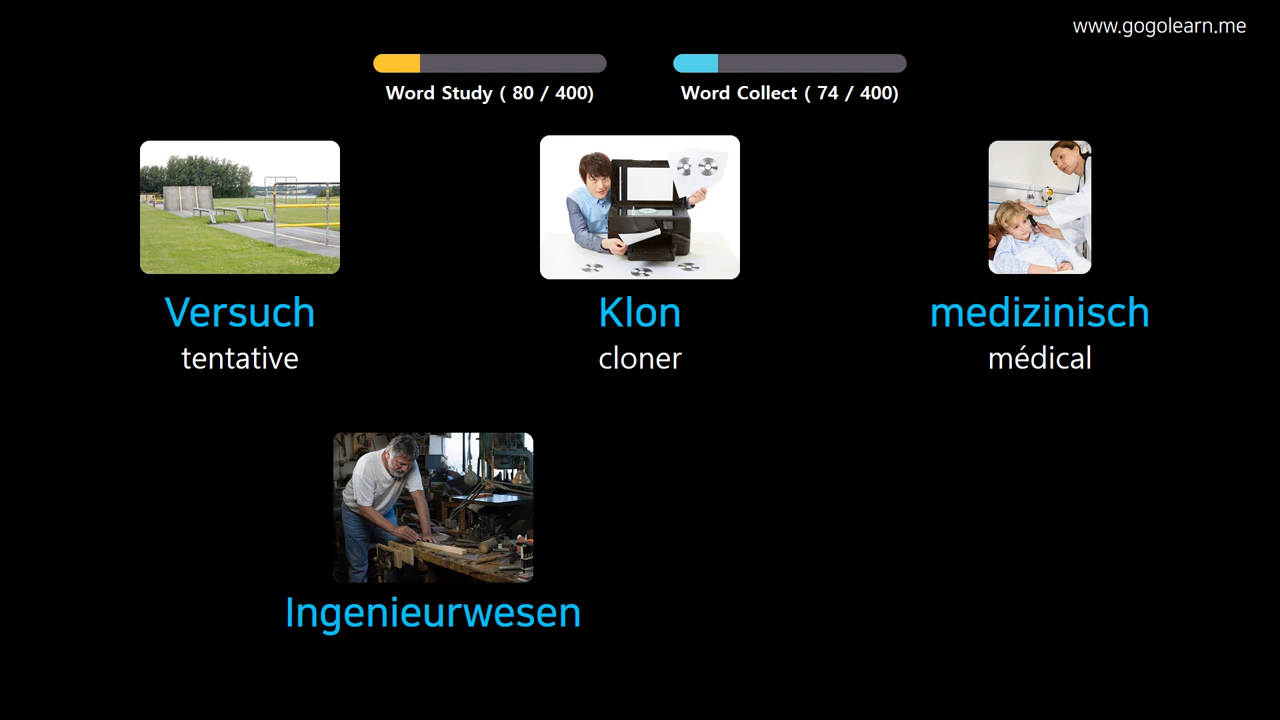 www.gogolearn.me
Word Study ( 80 / 400)
Word Collect ( 74 / 400)
Versuch
tentative
Klon
cloner
medizinisch
médical
Ingenieurwesen